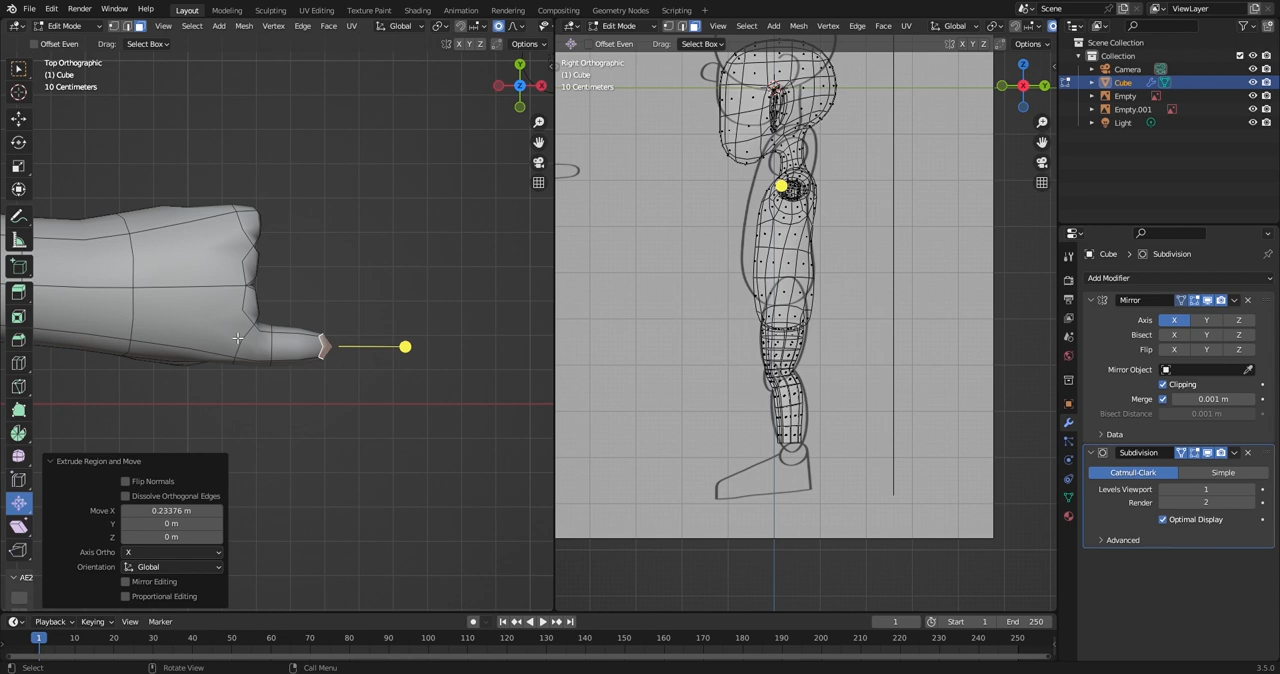 File Edit Render Window Help Layout Modeling Sculpting UV Editing Texture Paint Shading Animation Rendering Compositing Geometry Nodes Scripting + Scene ViewLayer
Edit Mode View Select Add Mesh Vertex Edge Face UV Global
Edit Mode View Select Add Mesh Vertex Edge Face UV Global
Offset Even Drag: Select Box X Y Z Options
Offset Even Drag: Select Box X Y Z Options
Top Orthographic
(1) Cube
10 Centimeters
Y
Z
X
Right Orthographic
(1) Cube
10 Centimeters
Z
X
Y
Scene Collection
Collection
Camera
Cube
Empty
Empty.001
Light
Cube > Subdivision
Add Modifier
Mirror
Axis X Y Z
Bisect X Y Z
Flip X Y Z
Mirror Object
Clipping
Merge 0.001 m
Bisect Distance 0.001 m
Data
Subdivision
Catmull-Clark Simple
Levels Viewport 1
Render 2
Optimal Display
Advanced
Extrude Region and Move
Flip Normals
Dissolve Orthogonal Edges
Move X 0.23376 m
Y 0 m
Z 0 m
Axis Ortho X
Orientation Global
Mirror Editing
Proportional Editing
Playback Keying View Marker 1 Start 1 End 250
1 10 20 30 40 50 60 70 80 90 100 110 120 130 140 150 160 170 180 190 200 210 220 230 240 250
Select Rotate View Call Menu 3.5.0